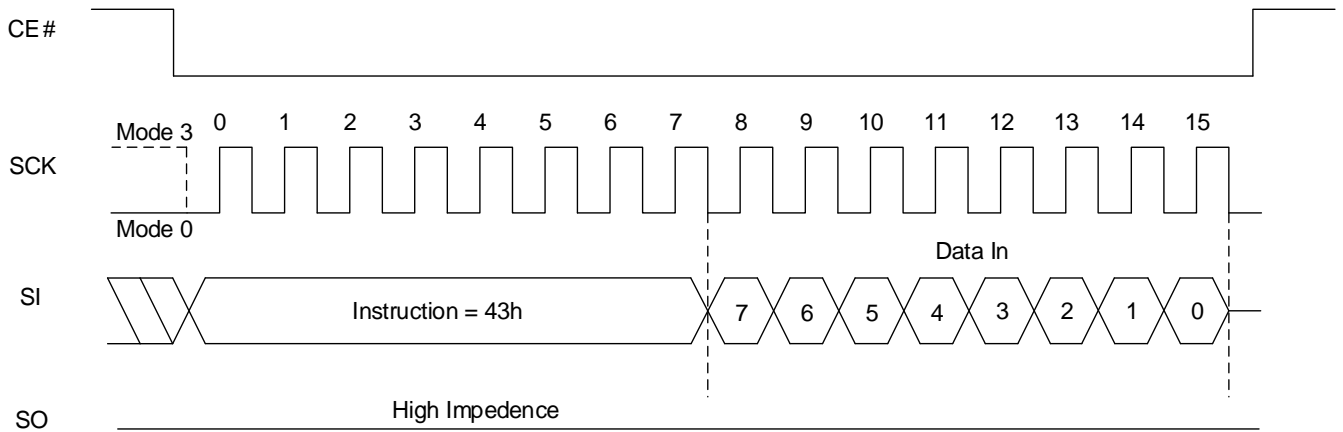 CE#
Mode 3 0 1 2 3 4 5 6 7 8 9 10 11 12 13 14 15
SCK
Mode 0
Data In
SI Instruction = 43h 7 6 5 4 3 2 1 0
High Impedence
SO